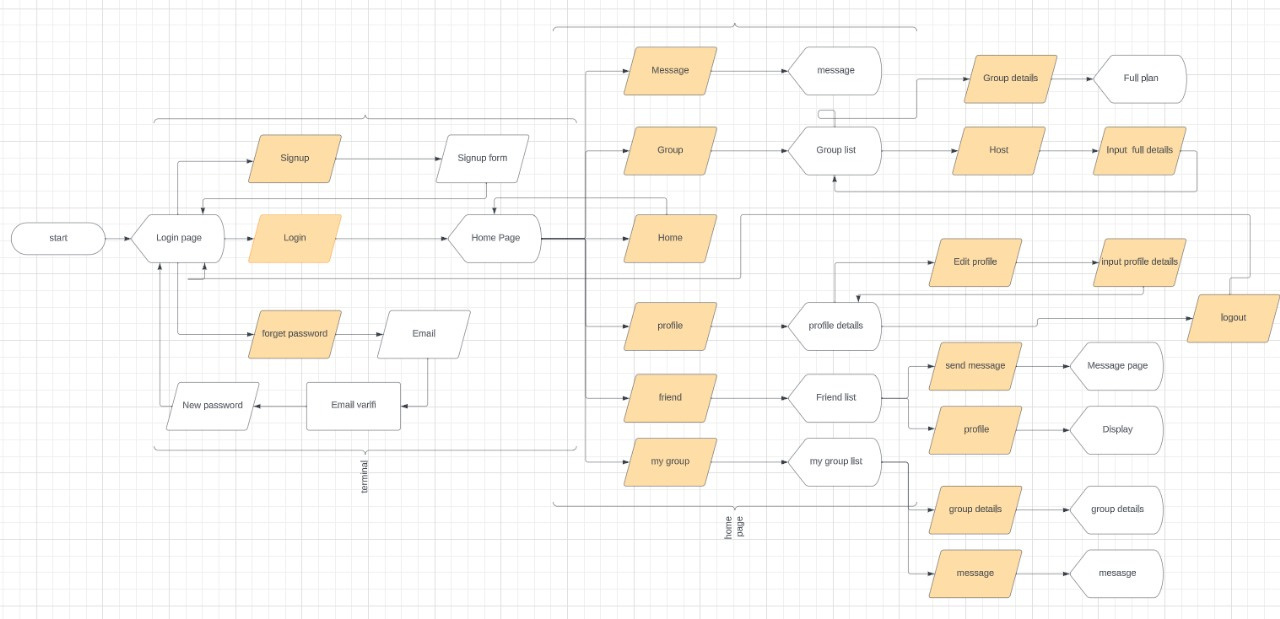 Message
message
Group details
Full plan
Signup
Signup form
Group
Group list
Host
Input full details
start
Login page
Login
Home Page
Home
Edit profile
input profile details
forget password
Email
profile
profile details
logout
send message
Message page
New password
Email varifi
friend
Friend list
profile
Display
my group
my group list
terminal
home
page
group details
group details
message
mesasge